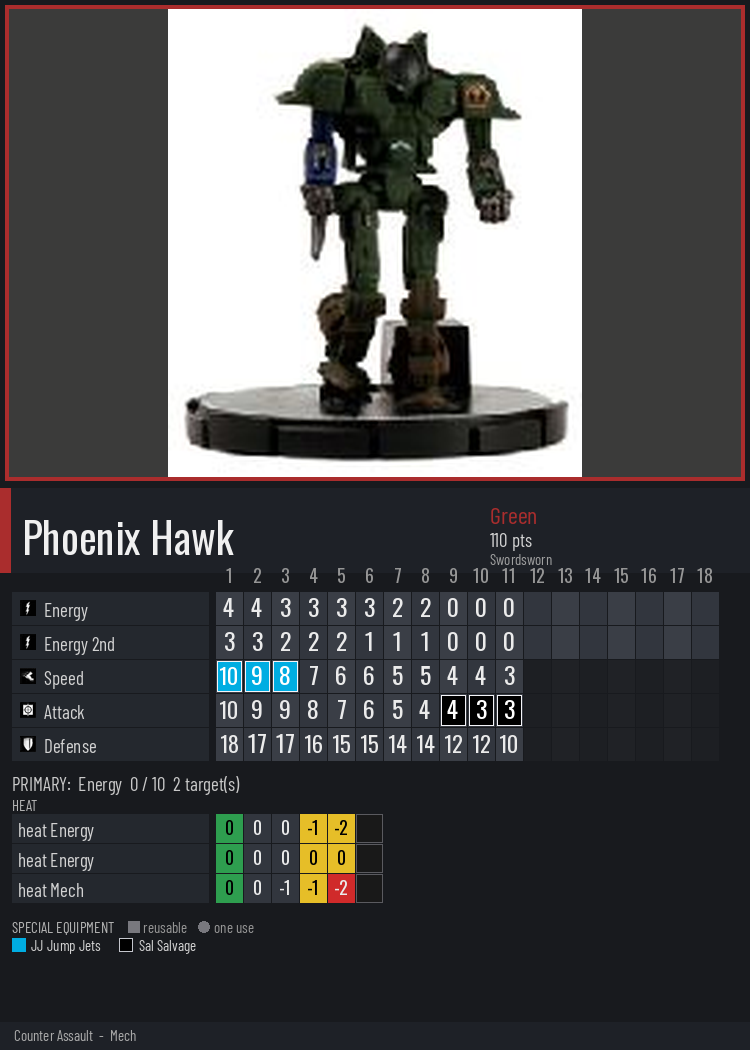 Phoenix Hawk
Green
110 pts
Swordsworn
1 2 3 4 5 6 7 8 9 10 11 12 13 14 15 16 17 18
Energy 4 4 3 3 3 3 2 2 0 0 0
Energy 2nd 3 3 2 2 2 1 1 1 0 0 0
Speed 10 9 8 7 6 6 5 5 4 4 3
Attack 10 9 9 8 7 6 5 4 4 3 3
Defense 18 17 17 16 15 15 14 14 12 12 10
PRIMARY: Energy 0 / 10 2 target(s)
HEAT
heat Energy 0 0 0 -1 -2
heat Energy 0 0 0 0 0
heat Mech 0 0 -1 -1 -2
SPECIAL EQUIPMENT reusable one use
JJ Jump Jets Sal Salvage
Counter Assault - Mech